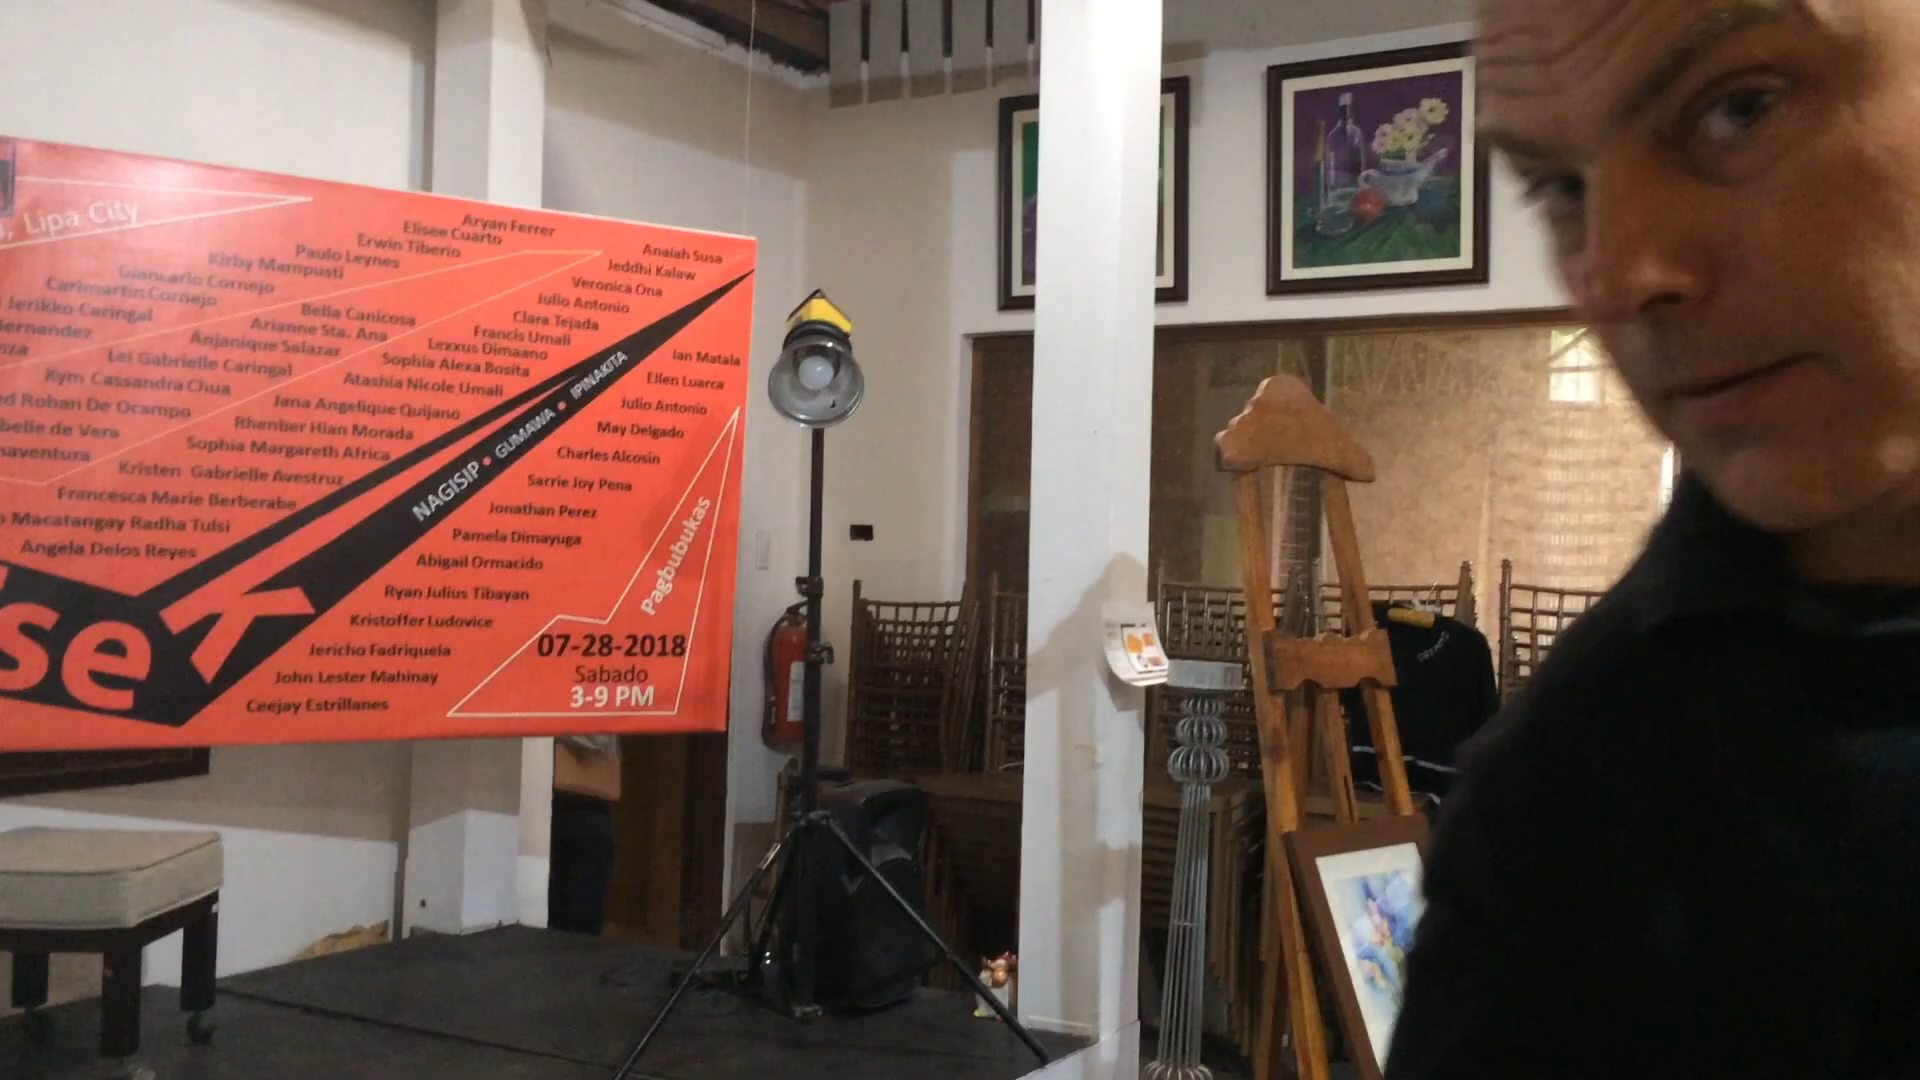 , Lipa City
Aryan Ferrer
Elisee Cuarto
Erwin Tiberio
Paulo Leynes
Kirby Mampusti
Giancarlo Cornejo
Carlmartin Cornejo
Jerikko Caringal
Bella Canicosa
Arianne Sta. Ana
Anjanique Salazar
Lei Gabrielle Caringal
Kym Cassandra Chua
Rohan De Ocampo
de Vera
Anaiah Susa
Jeddhi Kalaw
Veronica Ona
Julio Antonio
Clara Tejada
Francis Umali
Lexxus Dimaano
Sophia Alexa Bosita
Atashia Nicole Umali
Jana Angelique Quijano
Rhenber Hian Morada
Sophia Margareth Africa
Kristen Gabrielle Avestruz
Francesca Marie Berberabe
Macatangay Radha Tulsi
Angela Delos Reyes
NAGISIP • GUMAWA • IPINAKITA
seK
Ian Matala
Ellen Luarca
Julio Antonio
May Delgado
Charles Alcosin
Sarrie Joy Pena
Jonathan Perez
Pamela Dimayuga
Abigail Ormacido
Ryan Julius Tibayan
Kristoffer Ludovice
Jericho Fadriquela
John Lester Mahinay
Ceejay Estrillanes
Pagbubukas
07-28-2018
Sabado
3-9 PM